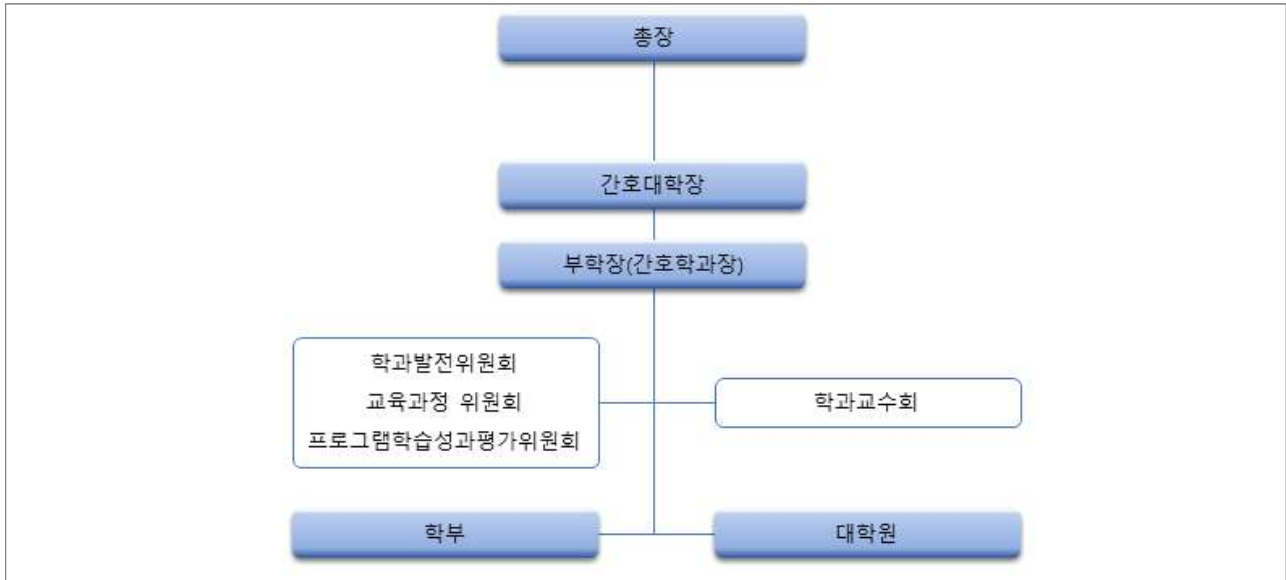 총장
간호대학장
부학장(간호학과장)
학과발전위원회
교육과정 위원회
프로그램학습성과평가위원회
학과교수회
학부
대학원